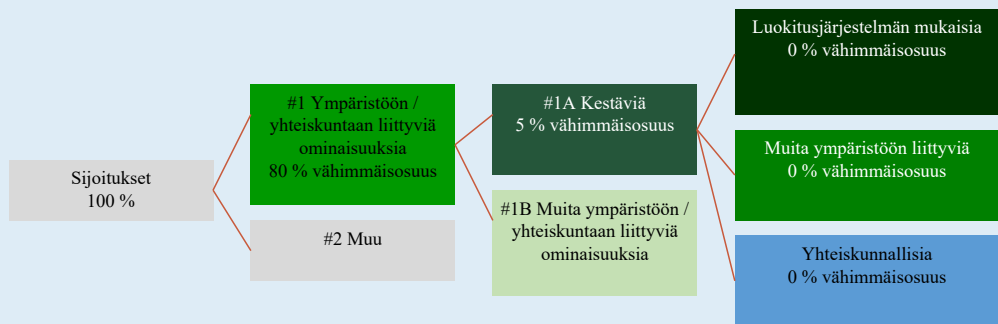 Sijoitukset
100 %
#1 Ympäristöön /
yhteiskuntaan liittyviä
ominaisuuksia
80 % vähimmäisosuus
#2 Muu
#1A Kestäviä
5 % vähimmäisosuus
#1B Muita ympäristöön /
yhteiskuntaan liittyviä
ominaisuuksia
Luokitusjärjestelmän mukaisia
0 % vähimmäisosuus
Muita ympäristöön liittyviä
0 % vähimmäisosuus
Yhteiskunnallisia
0 % vähimmäisosuus